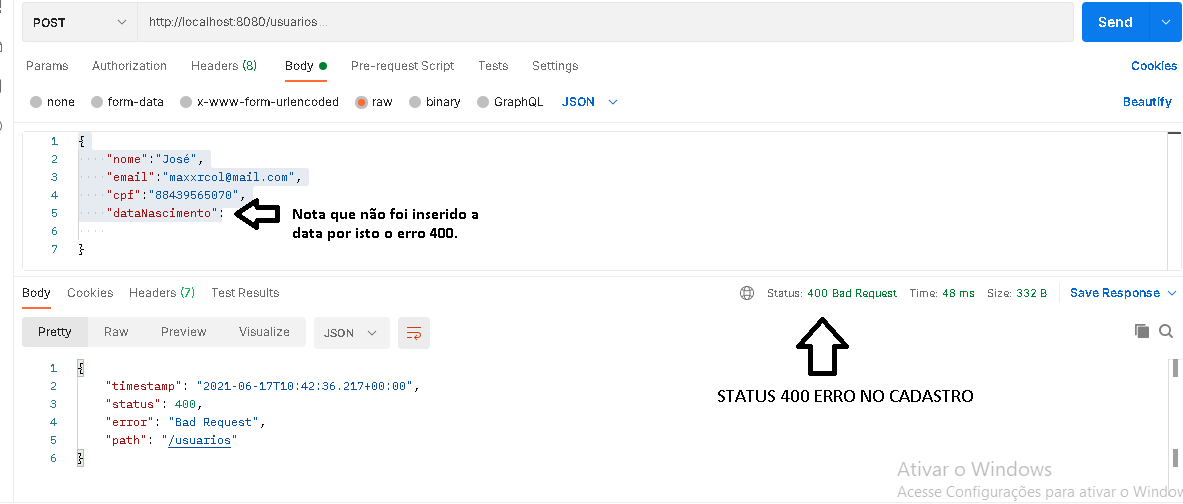 POST http://localhost:8080/usuarios... Send
Params Authorization Headers (8) Body Pre-request Script Tests Settings Cookies
none form-data x-www-form-urlencoded raw binary GraphQL JSON Beautify
1 {
2 "nome":"José",
3 "email":"maxxrcol@mail.com",
4 "cpf":"88439565070",
5 "dataNascimento":
Nota que não foi inserido a
data por isto o erro 400.
6
7 }
Body Cookies Headers (7) Test Results Status: 400 Bad Request Time: 48 ms Size: 332 B Save Response
Pretty Raw Preview Visualize JSON
1 {
2 "timestamp": "2021-06-17T10:42:36.217+00:00",
3 "status": 400,
4 "error": "Bad Request",
5 "path": "/usuarios"
6 }
STATUS 400 ERRO NO CADASTRO
Ativar o Windows
Acesse Configurações para ativar o Window